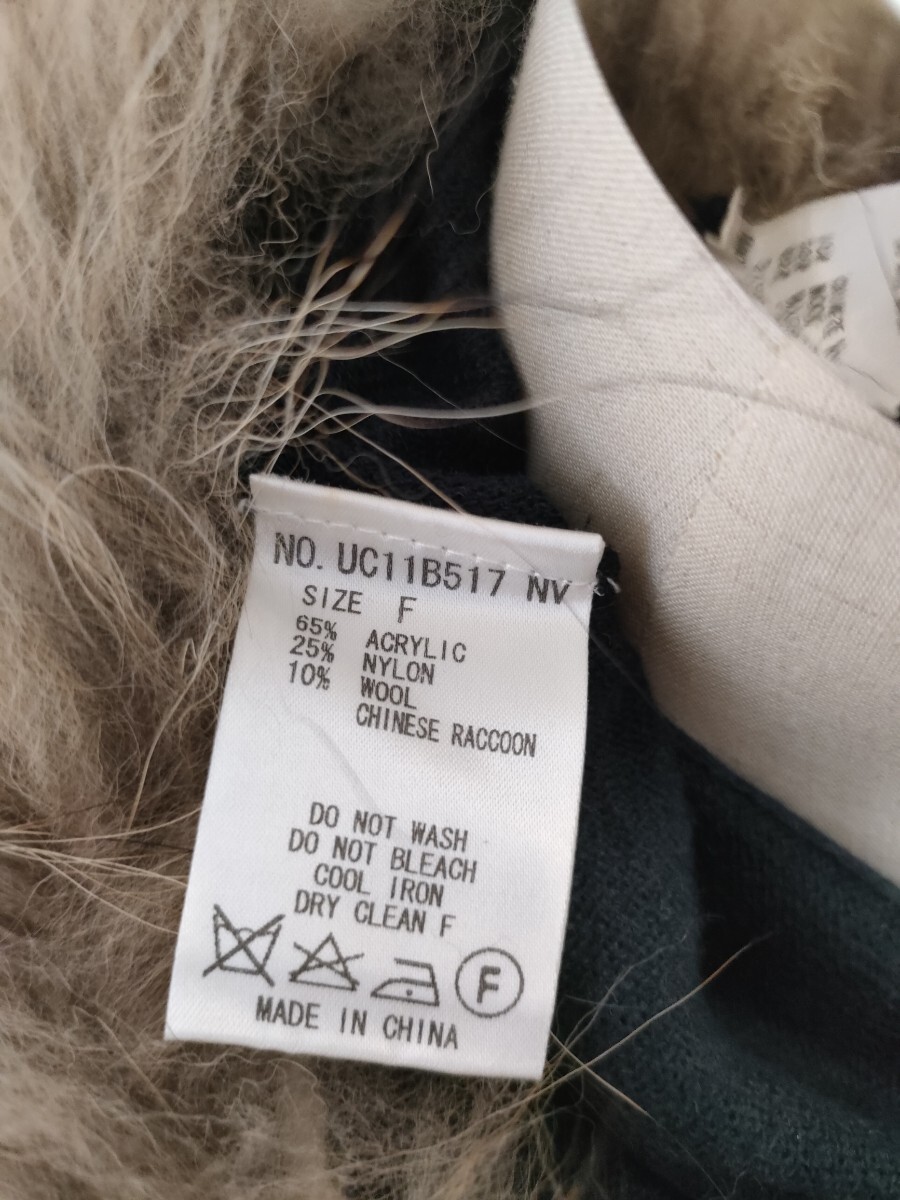 NO. UC11B517 NV
SIZE F
65% ACRYLIC
25% NYLON
10% WOOL
CHINESE RACCOON
DO NOT WASH
DO NOT BLEACH
COOL IRON
DRY CLEAN F
F
MADE IN CHINA